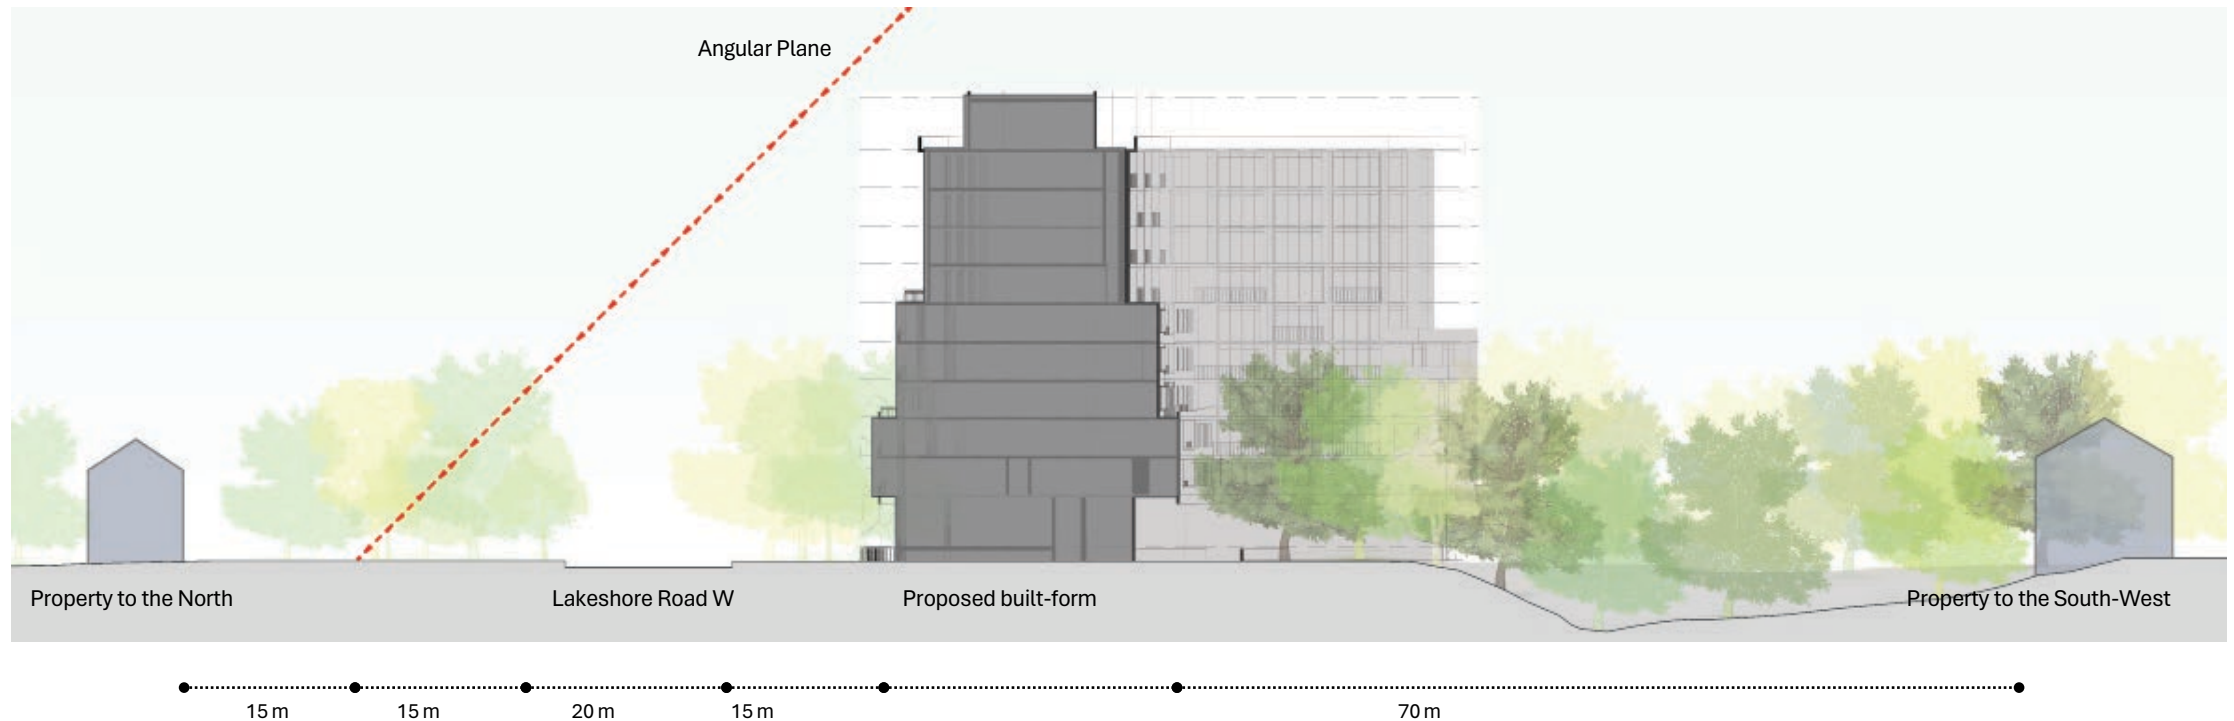 Angular Plane
Property to the North
Lakeshore Road W
Proposed built-form
Property to the South-West
15 m
15 m
20 m
15 m
70 m